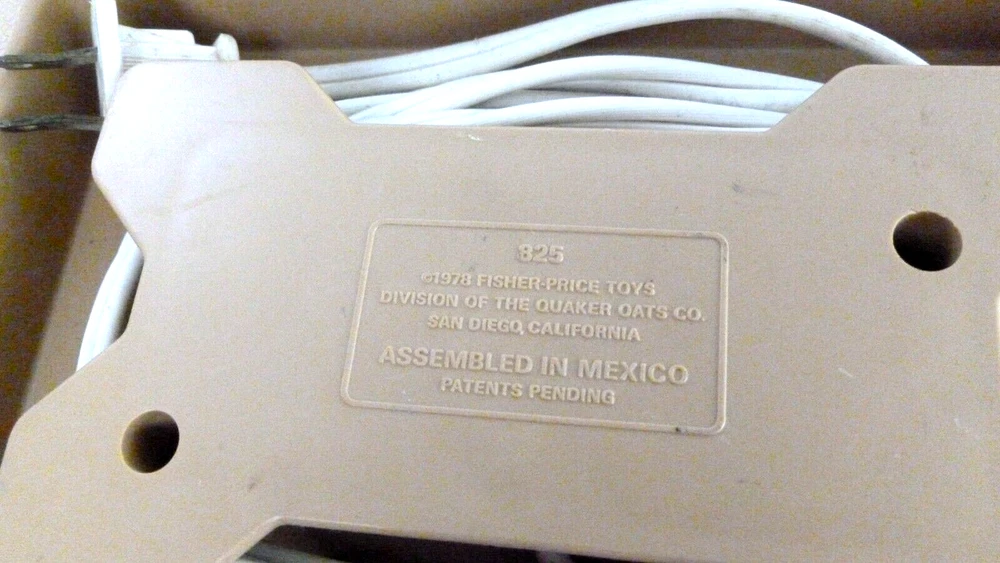 825
©1978 FISHER-PRICE TOYS
DIVISION OF THE QUAKER OATS CO.
SAN DIEGO, CALIFORNIA
ASSEMBLED IN MEXICO
PATENTS PENDING